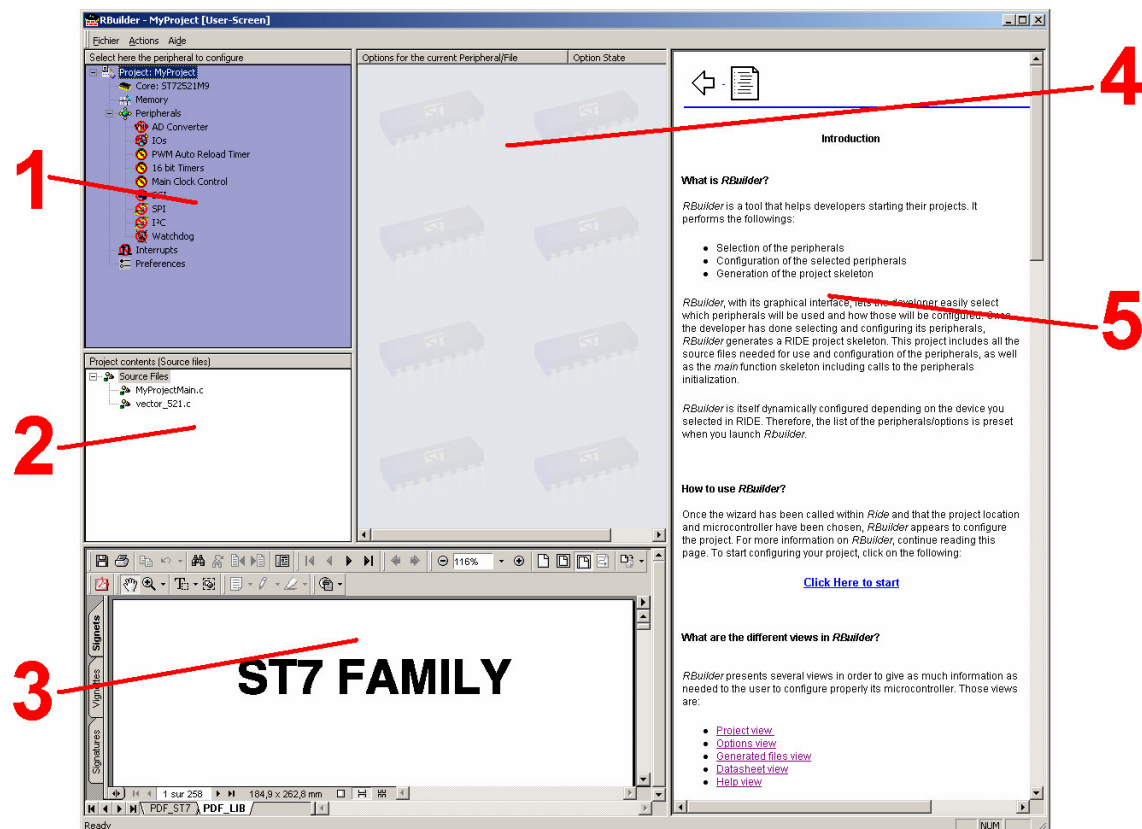 RBuilder - MyProject [User-Screen]
Fichier Actions Aide
Select here the peripheral to configure
Project: MyProject
Core: ST72521M9
Memory
Peripherals
AD Converter
IOs
PWM Auto Reload Timer
16 bit Timers
Main Clock Control
SCI
SPI
I²C
Watchdog
Interrupts
Preferences
1
Project contents (Source files)
Source Files
MyProjectMain.c
vector_521.c
2
Options for the current Peripheral/File
Option State
4
116%
Signets
Vignettes
Signatures
ST7 FAMILY
3
1 sur 258
184,9 x 262,8 mm
PDF_ST7
PDF_LIB
Ready
NUM
Introduction
What is RBuilder?
RBuilder is a tool that helps developers starting their projects. It
performs the followings:
Selection of the peripherals
Configuration of the selected peripherals
Generation of the project skeleton
RBuilder, with its graphical interface, lets the developer easily select
which peripherals will be used and how those will be configured. Once
the developer has done selecting and configuring its peripherals,
RBuilder generates a RIDE project skeleton. This project includes all the
source files needed for use and configuration of the peripherals, as well
as the main function skeleton including calls to the peripherals
initialization.
5
RBuilder is itself dynamically configured depending on the device you
selected in RIDE. Therefore, the list of the peripherals/options is preset
when you launch Rbuilder.
How to use RBuilder?
Once the wizard has been called within Ride and that the project location
and microcontroller have been chosen, RBuilder appears to configure
the project. For more information on RBuilder, continue reading this
page. To start configuring your project, click on the following:
Click Here to start
What are the different views in RBuilder?
RBuilder presents several views in order to give as much information as
needed to the user to configure properly its microcontroller. Those views
are:
Project view
Options view
Generated files view
Datasheet view
Help view